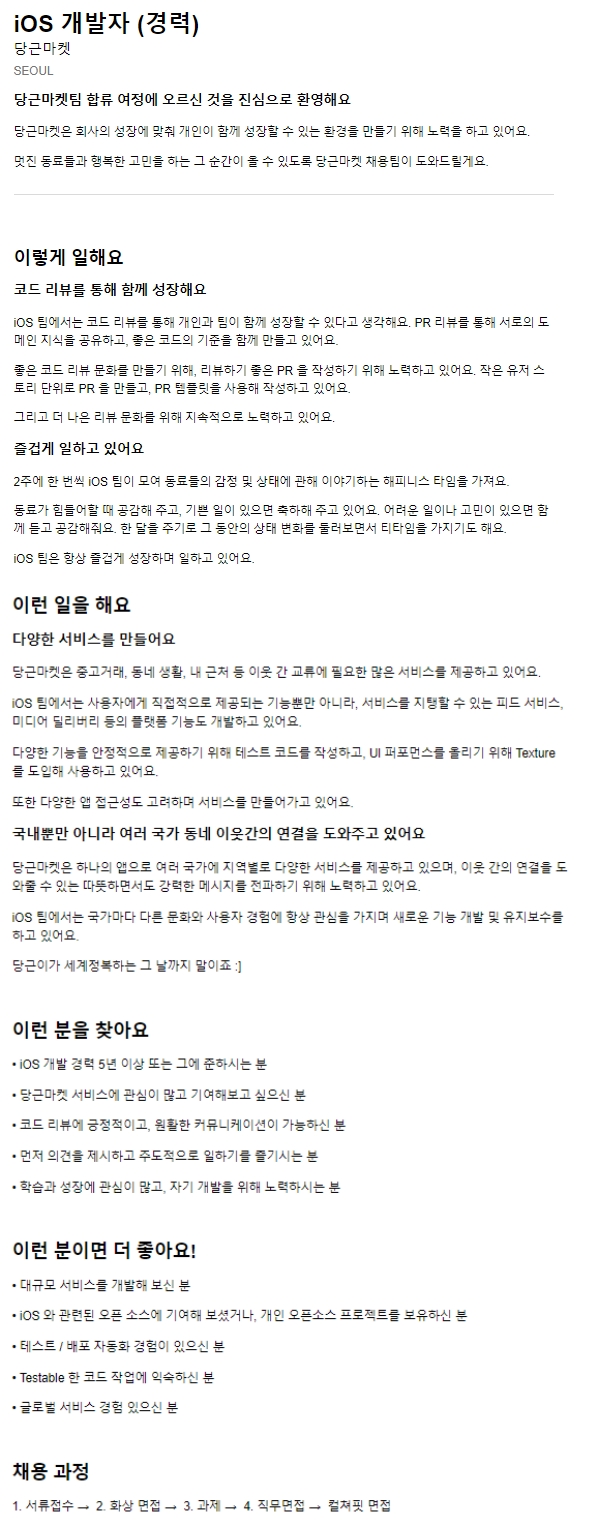 iOS 개발자 (경력)
당근마켓
SEOUL
당근마켓팀 합류 여정에 오르신 것을 진심으로 환영해요
당근마켓은 회사의 성장에 맞춰 개인이 함께 성장할 수 있는 환경을 만들기 위해 노력을 하고 있어요.
멋진 동료들과 행복한 고민을 하는 그 순간이 올 수 있도록 당근마켓 채용팀이 도와드릴게요.
이렇게 일해요
코드 리뷰를 통해 함께 성장해요
iOS 팀에서는 코드 리뷰를 통해 개인과 팀이 함께 성장할 수 있다고 생각해요. PR 리뷰를 통해 서로의 도
메인 지식을 공유하고, 좋은 코드의 기준을 함께 만들고 있어요.
좋은 코드 리뷰 문화를 만들기 위해, 리뷰하기 좋은 PR 을 작성하기 위해 노력하고 있어요. 작은 유저 스
토리 단위로 PR 을 만들고, PR 템플릿을 사용해 작성하고 있어요.
그리고 더 나은 리뷰 문화를 위해 지속적으로 노력하고 있어요.
즐겁게 일하고 있어요
2주에 한 번씩 iOS 팀이 모여 동료들의 감정 및 상태에 관해 이야기하는 해피니스 타임을 가져요.
동료가 힘들어할 때 공감해 주고, 기쁜 일이 있으면 축하해 주고 있어요. 어려운 일이나 고민이 있으면 함
께 듣고 공감해줘요. 한 달을 주기로 그 동안의 상태 변화를 둘러보면서 티타임을 가지기도 해요.
iOS 팀은 항상 즐겁게 성장하며 일하고 있어요.
이런 일을 해요
다양한 서비스를 만들어요
당근마켓은 중고거래, 동네 생활, 내 근처 등 이웃 간 교류에 필요한 많은 서비스를 제공하고 있어요.
iOS 팀에서는 사용자에게 직접적으로 제공되는 기능뿐만 아니라, 서비스를 지탱할 수 있는 피드 서비스,
미디어 딜리버리 등의 플랫폼 기능도 개발하고 있어요.
다양한 기능을 안정적으로 제공하기 위해 테스트 코드를 작성하고, UI 퍼포먼스를 올리기 위해 Texture
를 도입해 사용하고 있어요.
또한 다양한 앱 접근성도 고려하며 서비스를 만들어가고 있어요.
국내뿐만 아니라 여러 국가 동네 이웃간의 연결을 도와주고 있어요
당근마켓은 하나의 앱으로 여러 국가에 지역별로 다양한 서비스를 제공하고 있으며, 이웃 간의 연결을 도
와줄 수 있는 따뜻하면서도 강력한 메시지를 전파하기 위해 노력하고 있어요.
iOS 팀에서는 국가마다 다른 문화와 사용자 경험에 항상 관심을 가지며 새로운 기능 개발 및 유지보수를
하고 있어요.
당근이가 세계정복하는 그 날까지 말이죠 :]
이런 분을 찾아요
• iOS 개발 경력 5년 이상 또는 그에 준하시는 분
• 당근마켓 서비스에 관심이 많고 기여해보고 싶으신 분
• 코드 리뷰에 긍정적이고, 원활한 커뮤니케이션이 가능하신 분
• 먼저 의견을 제시하고 주도적으로 일하기를 즐기시는 분
• 학습과 성장에 관심이 많고, 자기 개발을 위해 노력하시는 분
이런 분이면 더 좋아요!
• 대규모 서비스를 개발해 보신 분
• iOS 와 관련된 오픈 소스에 기여해 보셨거나, 개인 오픈소스 프로젝트를 보유하신 분
• 테스트 / 배포 자동화 경험이 있으신 분
• Testable 한 코드 작업에 익숙하신 분
• 글로벌 서비스 경험 있으신 분
채용 과정
1. 서류접수 → 2. 화상 면접 → 3. 과제 → 4. 직무면접 → 컬쳐핏 면접